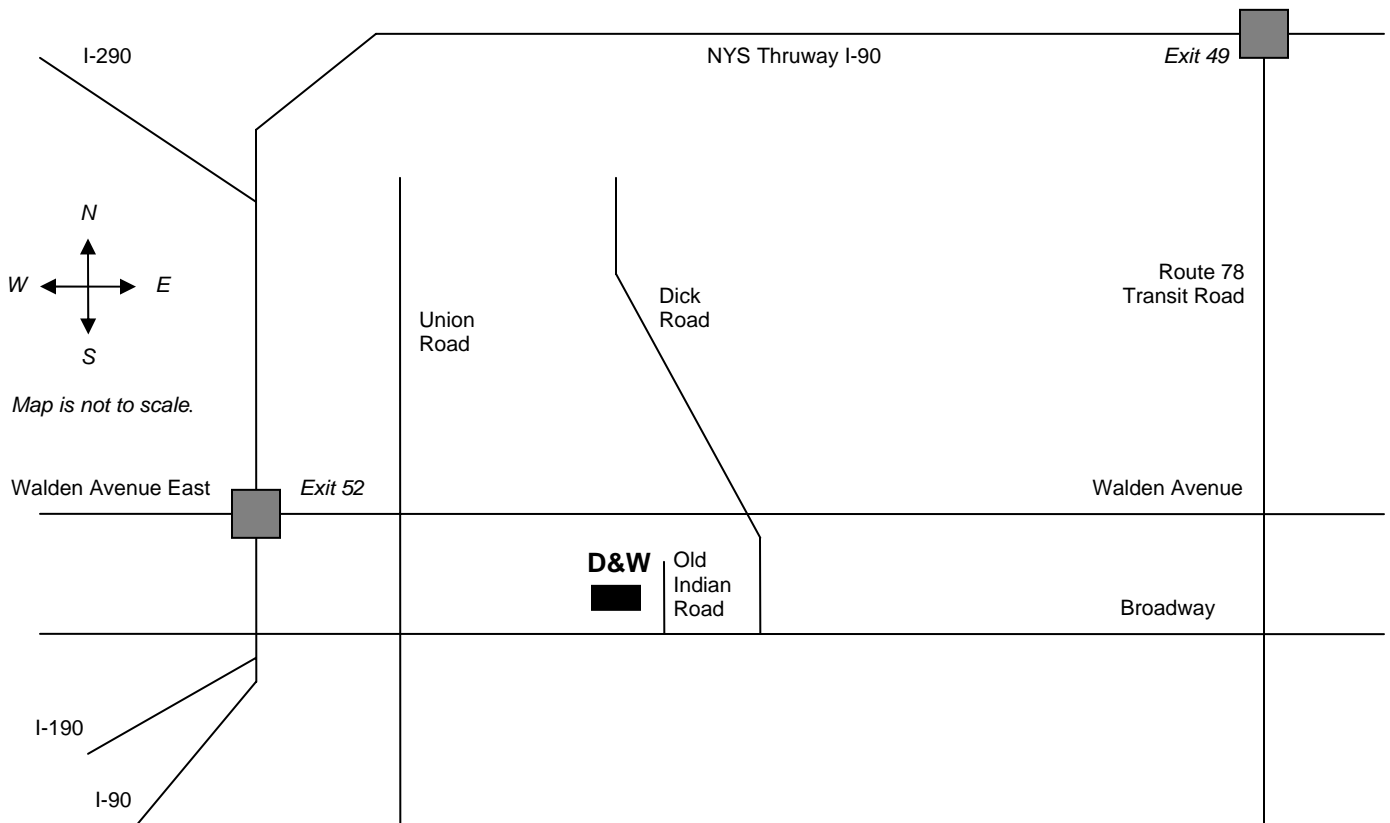 I-290
NYS Thruway I-90
Exit 49
N
W
E
S
Map is not to scale.
Union
Road
Dick
Road
Route 78
Transit Road
Walden Avenue East
Exit 52
Walden Avenue
D&W
Old
Indian
Road
Broadway
I-190
I-90